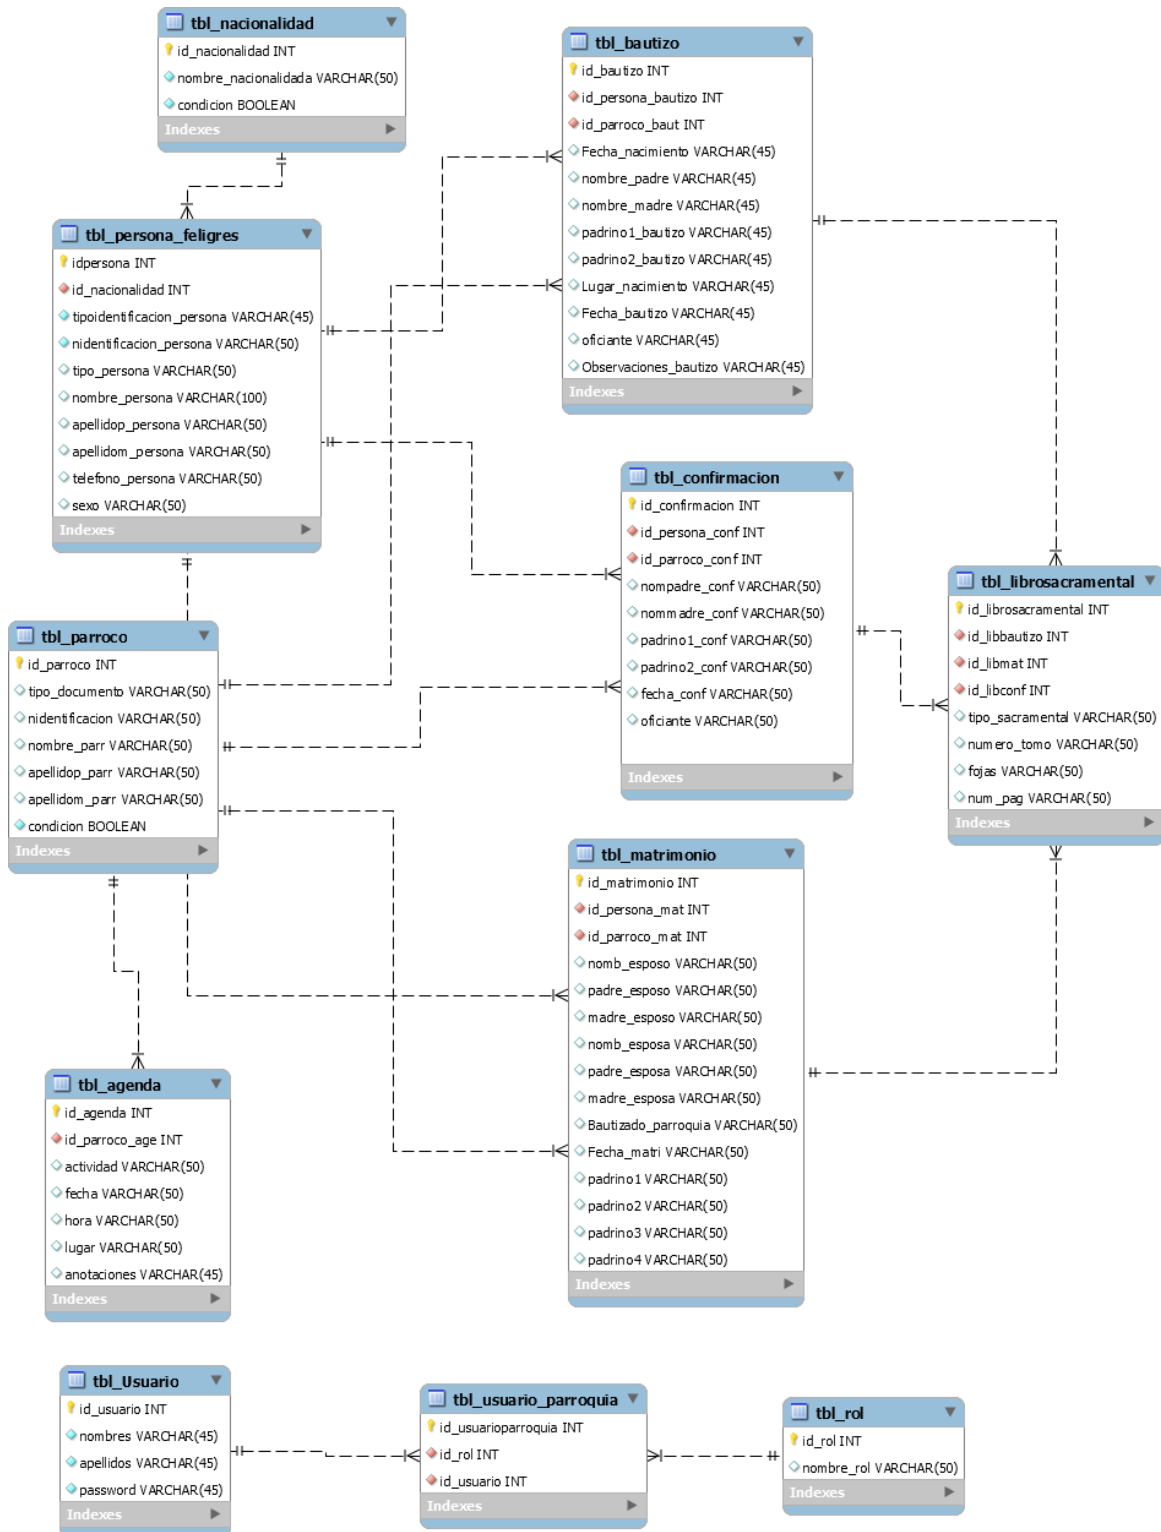 tbl_nacionalidad
id_nacionalidad INT
nombre_nacionalidada VARCHAR(50)
condicion BOOLEAN
Indexes
tbl_bautizo
id_bautizo INT
id_persona_bautizo INT
id_parroco_baut INT
Fecha_nacimiento VARCHAR(45)
nombre_padre VARCHAR(45)
nombre_madre VARCHAR(45)
padrino1_bautizo VARCHAR(45)
padrino2_bautizo VARCHAR(45)
Lugar_nacimiento VARCHAR(45)
Fecha_bautizo VARCHAR(45)
oficiante VARCHAR(45)
Observaciones_bautizo VARCHAR(45)
Indexes
tbl_persona_feligres
idpersona INT
id_nacionalidad INT
tipoidentificacion_persona VARCHAR(45)
nidentificacion_persona VARCHAR(50)
tipo_persona VARCHAR(50)
nombre_persona VARCHAR(100)
apellidop_persona VARCHAR(50)
apellidom_persona VARCHAR(50)
telefono_persona VARCHAR(50)
sexo VARCHAR(50)
Indexes
tbl_confirmacion
id_confirmacion INT
id_persona_conf INT
id_parroco_conf INT
nompadre_conf VARCHAR(50)
nommadre_conf VARCHAR(50)
padrino1_conf VARCHAR(50)
padrino2_conf VARCHAR(50)
fecha_conf VARCHAR(50)
oficiante VARCHAR(50)
Indexes
tbl_librosacramental
id_librosacramental INT
id_libbautizo INT
id_libmat INT
id_libconf INT
tipo_sacramental VARCHAR(50)
numero_tomo VARCHAR(50)
fojas VARCHAR(50)
num_pag VARCHAR(50)
Indexes
tbl_parroco
id_parroco INT
tipo_documento VARCHAR(50)
nidentificacion VARCHAR(50)
nombre_parr VARCHAR(50)
apellidop_parr VARCHAR(50)
apellidom_parr VARCHAR(50)
condicion BOOLEAN
Indexes
tbl_matrimonio
id_matrimonio INT
id_persona_mat INT
id_parroco_mat INT
nomb_esposo VARCHAR(50)
padre_esposo VARCHAR(50)
madre_esposo VARCHAR(50)
nomb_esposa VARCHAR(50)
padre_esposa VARCHAR(50)
madre_esposa VARCHAR(50)
Bautizado_parroquia VARCHAR(50)
Fecha_matri VARCHAR(50)
padrino1 VARCHAR(50)
padrino2 VARCHAR(50)
padrino3 VARCHAR(50)
padrino4 VARCHAR(50)
Indexes
tbl_agenda
id_agenda INT
id_parroco_age INT
actividad VARCHAR(50)
fecha VARCHAR(50)
hora VARCHAR(50)
lugar VARCHAR(50)
anotaciones VARCHAR(45)
Indexes
tbl_Usuario
id_usuario INT
nombres VARCHAR(45)
apellidos VARCHAR(45)
password VARCHAR(45)
Indexes
tbl_usuario_parroquia
id_usuarioparroquia INT
id_rol INT
id_usuario INT
Indexes
tbl_rol
id_rol INT
nombre_rol VARCHAR(50)
Indexes